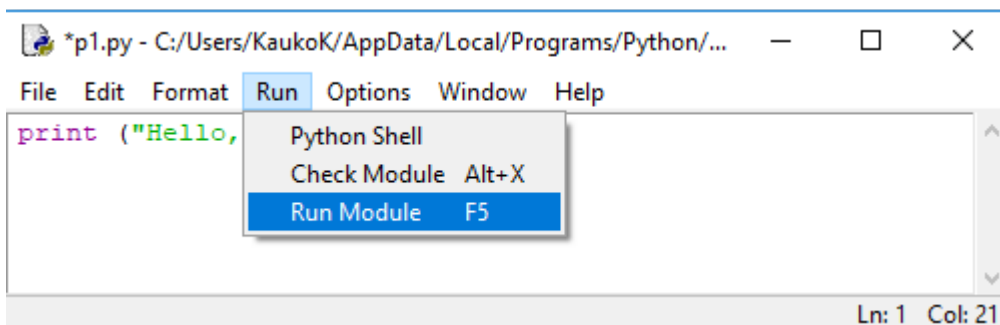 *p1.py - C:/Users/KaukoK/AppData/Local/Programs/Python/...
File Edit Format Run Options Window Help
print ("Hello,
Python Shell
Check Module Alt+X
Run Module F5
Ln: 1 Col: 21